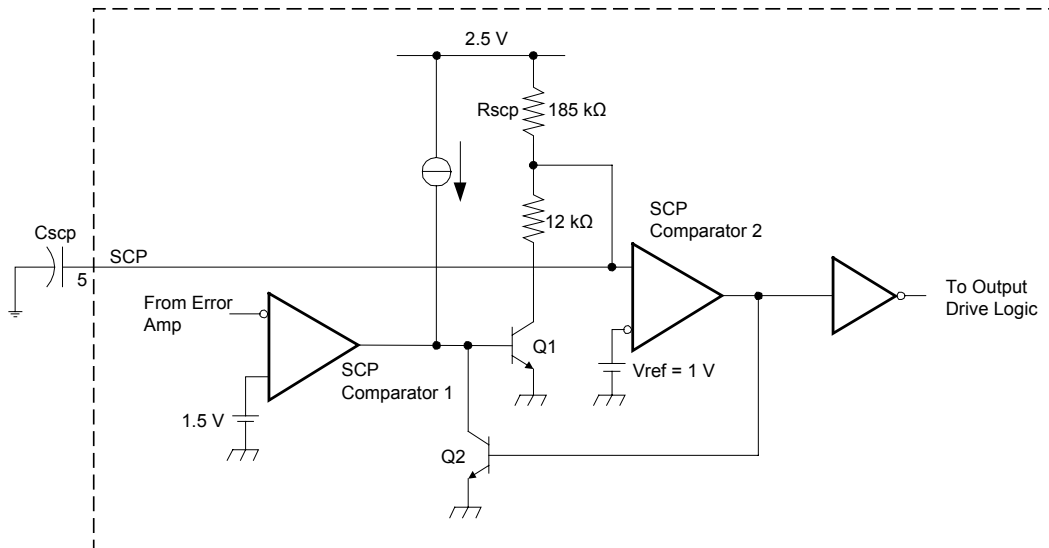 2.5 V
Rscp
185 kΩ
12 kΩ
SCP
Comparator 2
Cscp
5
SCP
From Error
Amp
To Output
Drive Logic
Q1
SCP
Comparator 1
Vref = 1 V
1.5 V
Q2